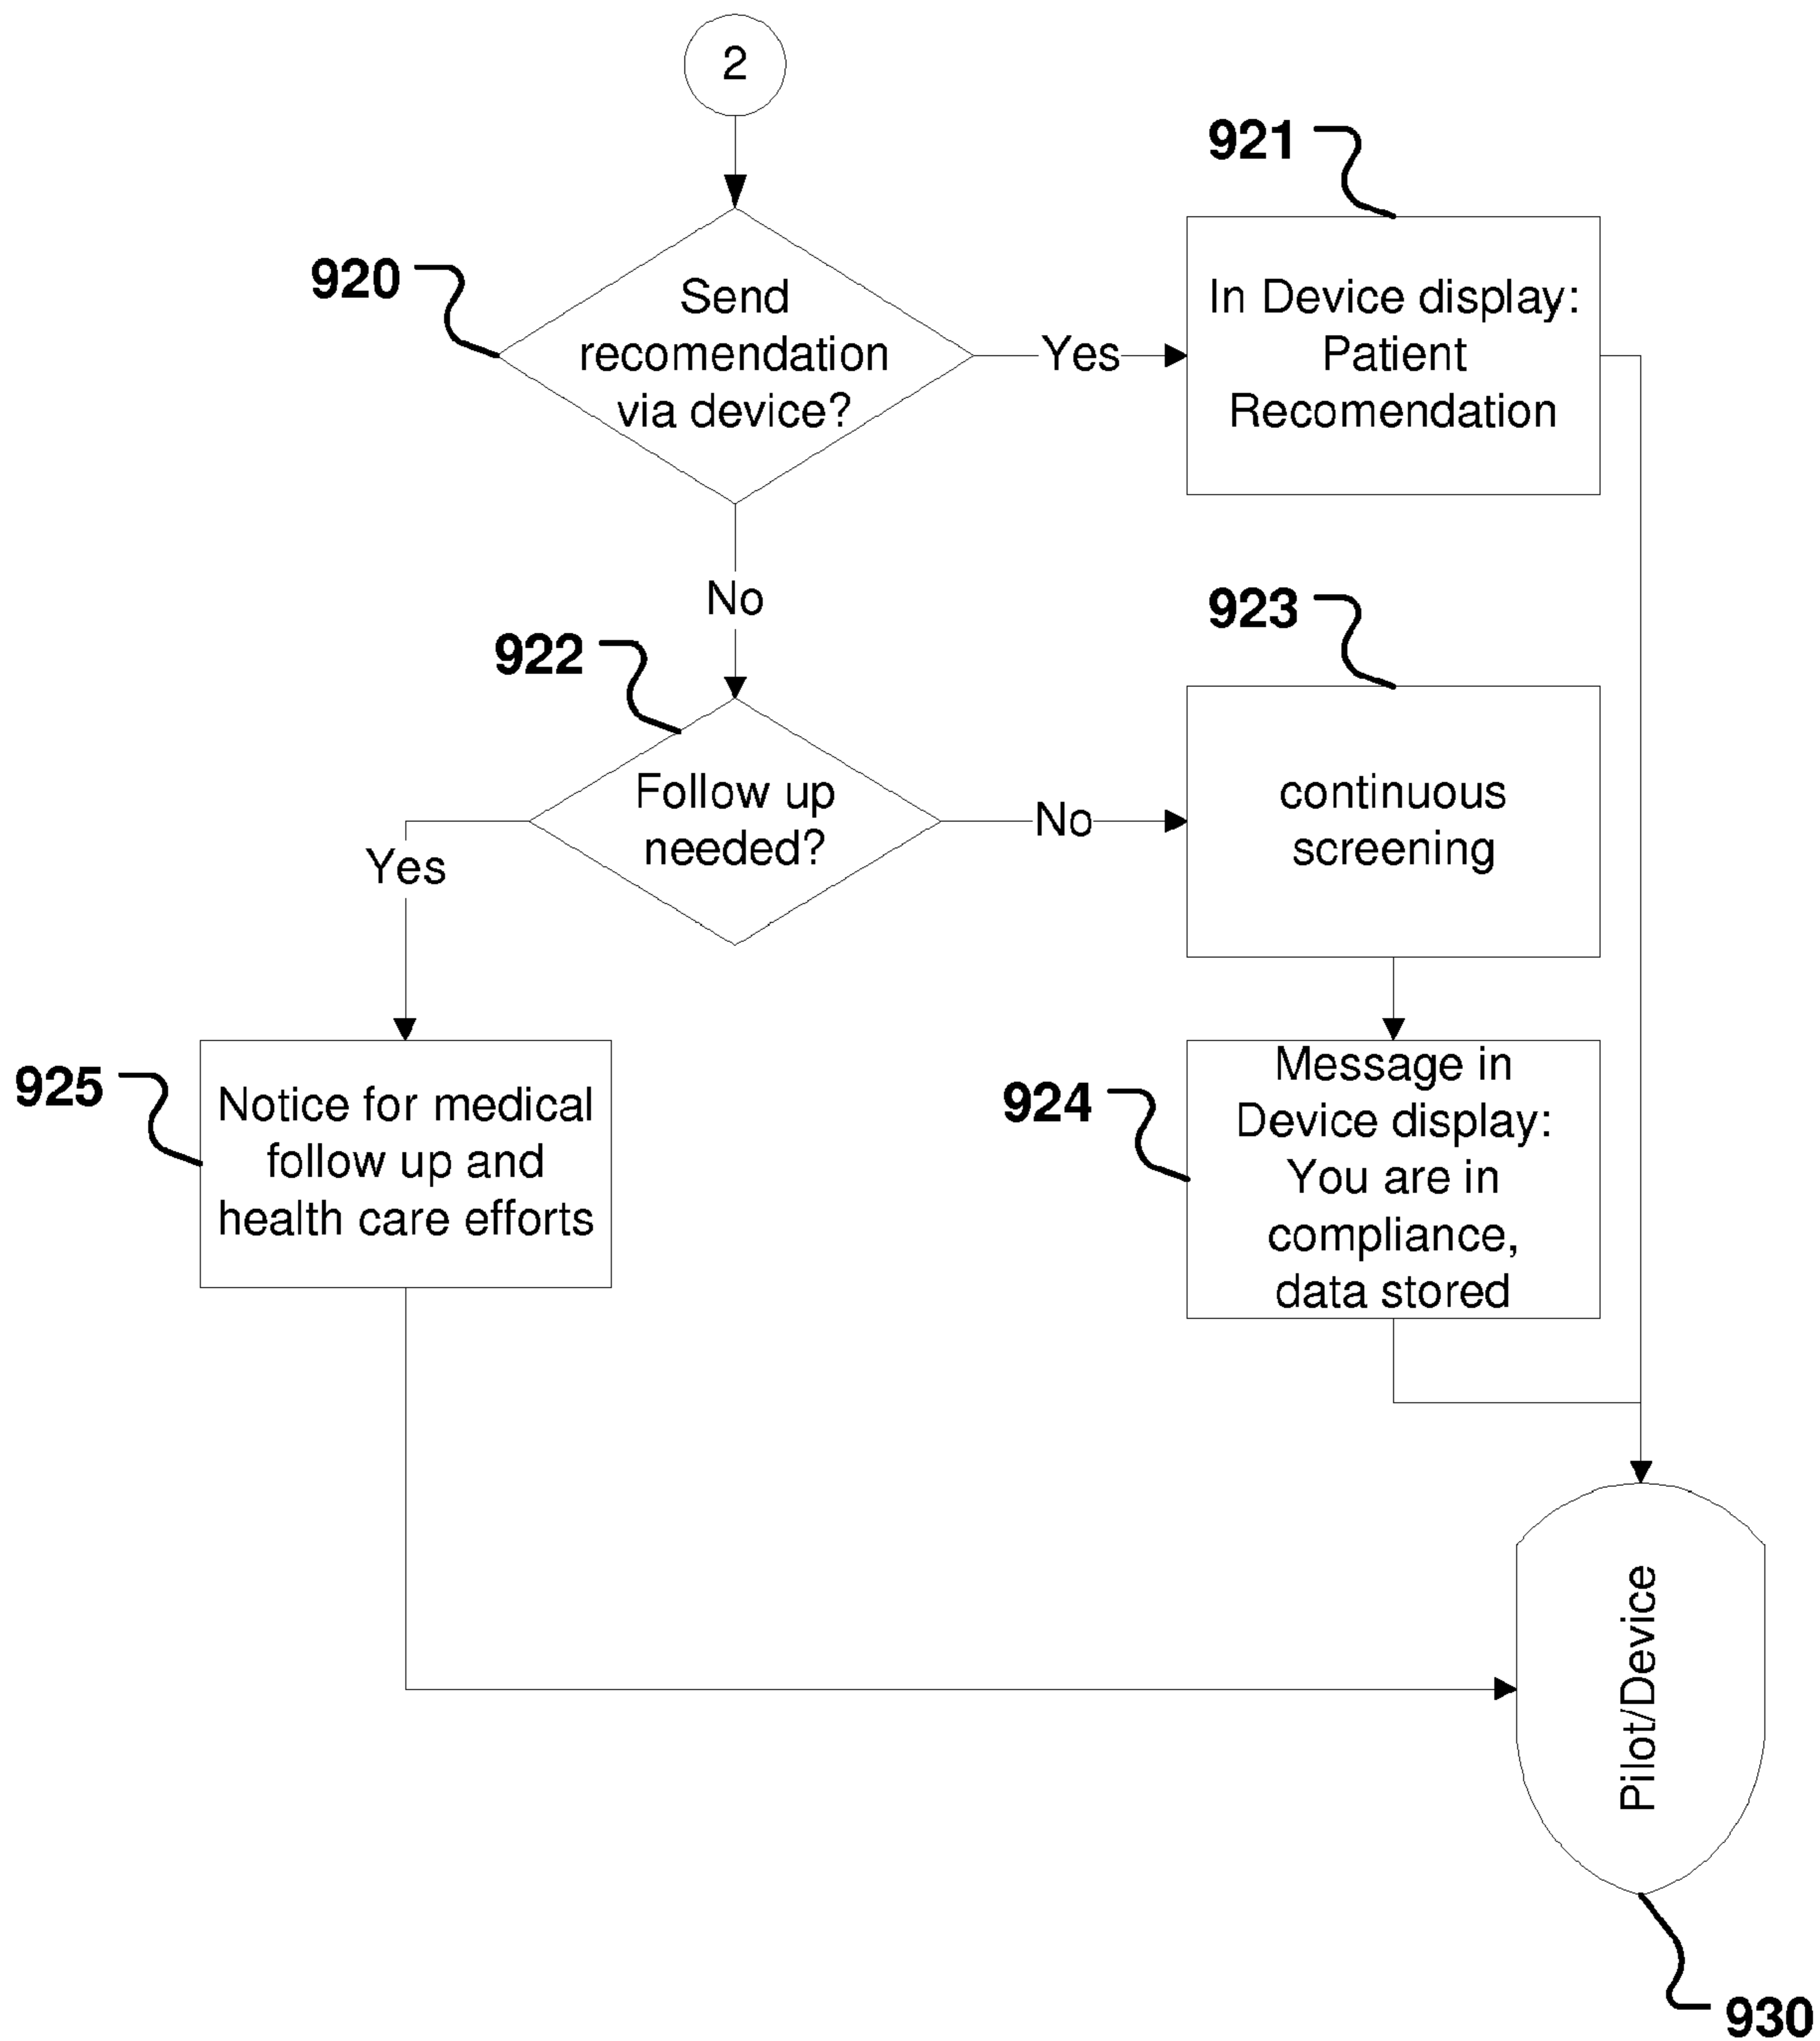 2
921
920
Send
recomendation
via device?
Yes
In Device display:
Patient
Recomendation
No
923
922
Follow up
needed?
No
continuous
screening
Yes
925
Notice for medical
follow up and
health care efforts
924
Message in
Device display:
You are in
compliance,
data stored
Pilot/Device
930